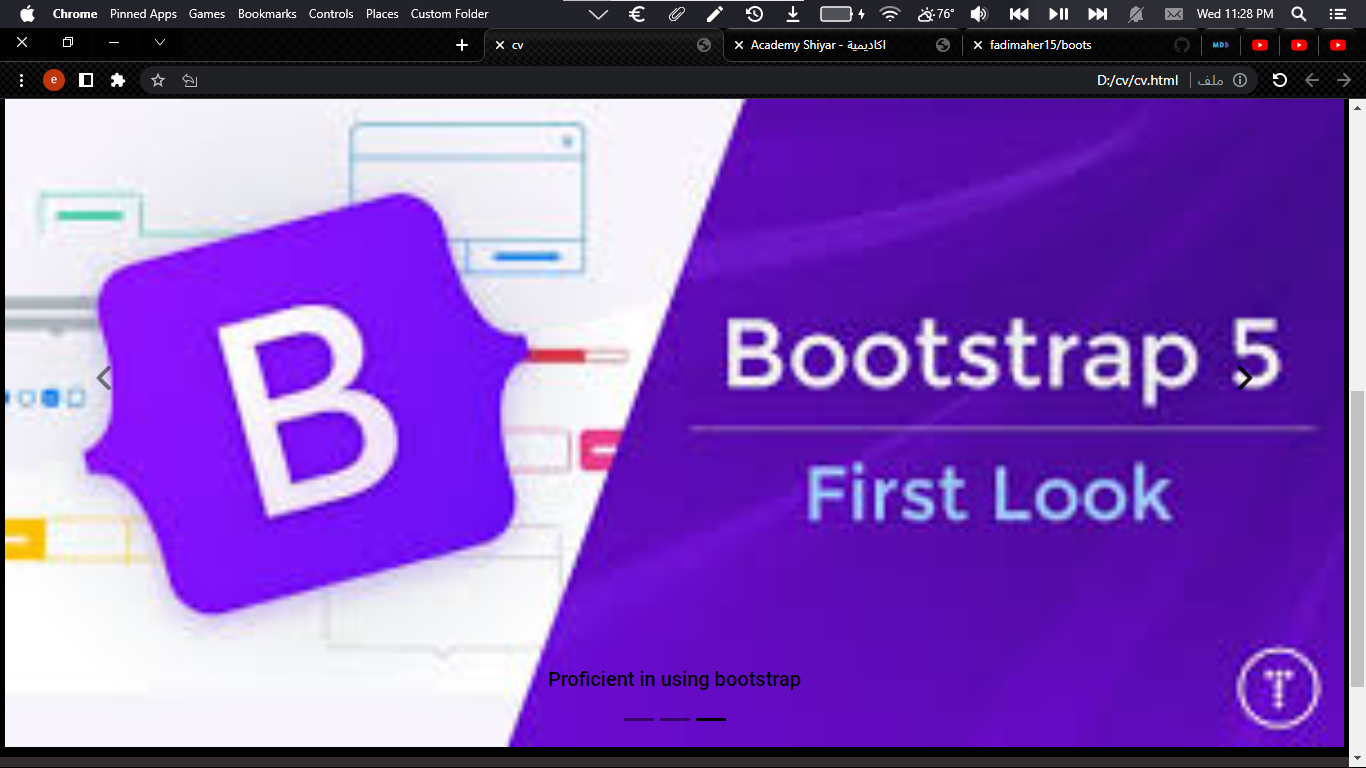 Chrome Pinned Apps Games Bookmarks Controls Places Custom Folder € 76° Wed 11:28 PM
cv Academy Shiyar - اكاديمية fadimaher15/boots MDB
e D:/cv/cv.html ملف
B
Bootstrap 5
First Look
Proficient in using bootstrap
T